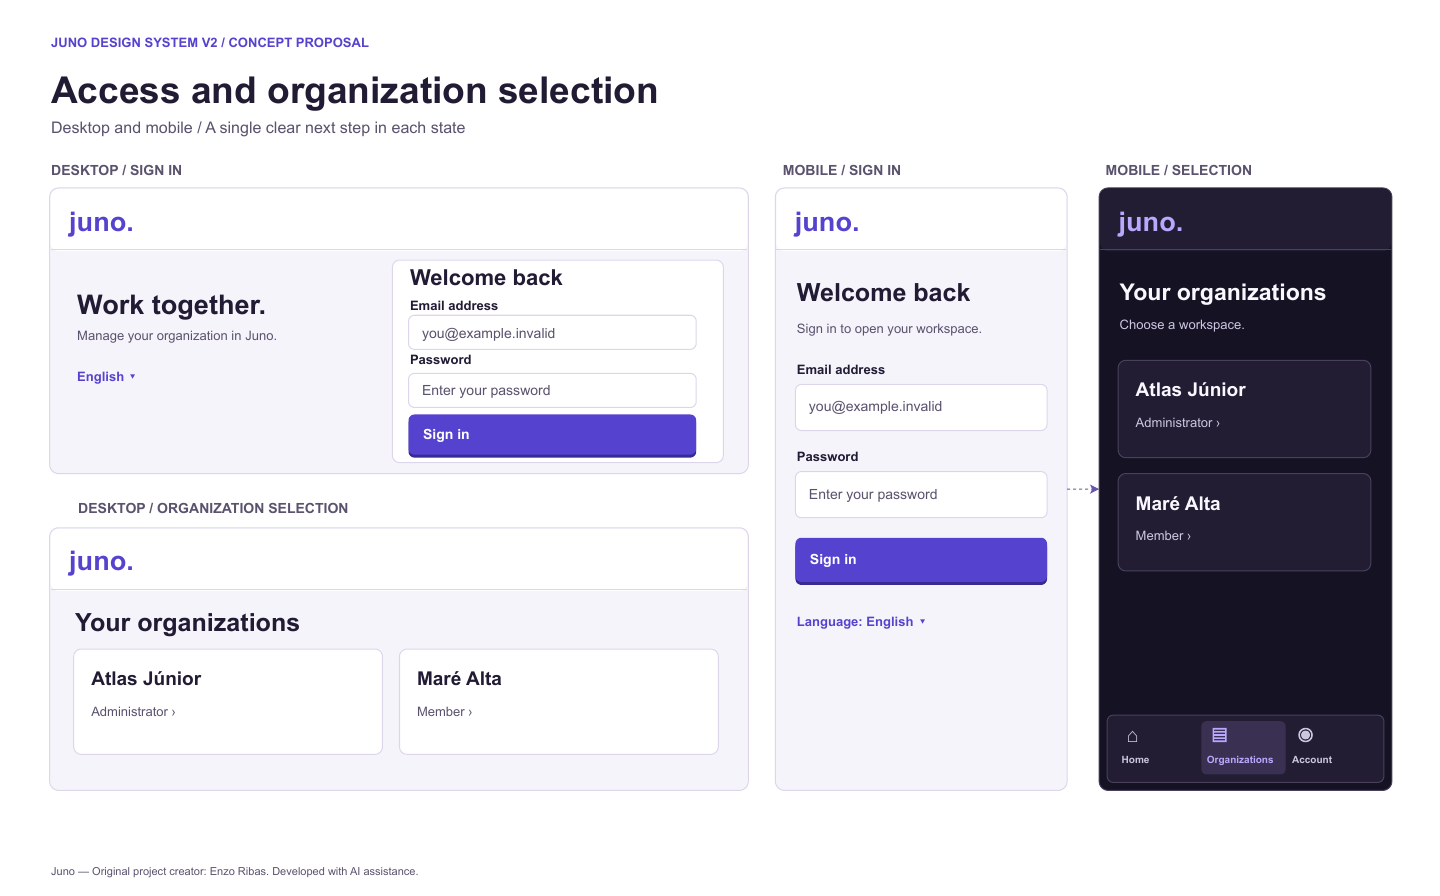 JUNO DESIGN SYSTEM V2 / CONCEPT PROPOSAL
Access and organization selection
Desktop and mobile / A single clear next step in each state
DESKTOP / SIGN IN
juno.
Work together.
Manage your organization in Juno.
English ▾
Welcome back
Email address
you@example.invalid
Password
Enter your password
Sign in
DESKTOP / ORGANIZATION SELECTION
juno.
Your organizations
Atlas Júnior
Administrator ›
Maré Alta
Member ›
MOBILE / SIGN IN
juno.
Welcome back
Sign in to open your workspace.
Email address
you@example.invalid
Password
Enter your password
Sign in
Language: English ▾
MOBILE / SELECTION
juno.
Your organizations
Choose a workspace.
Atlas Júnior
Administrator ›
Maré Alta
Member ›
Home
Organizations
Account
Juno — Original project creator: Enzo Ribas. Developed with AI assistance.